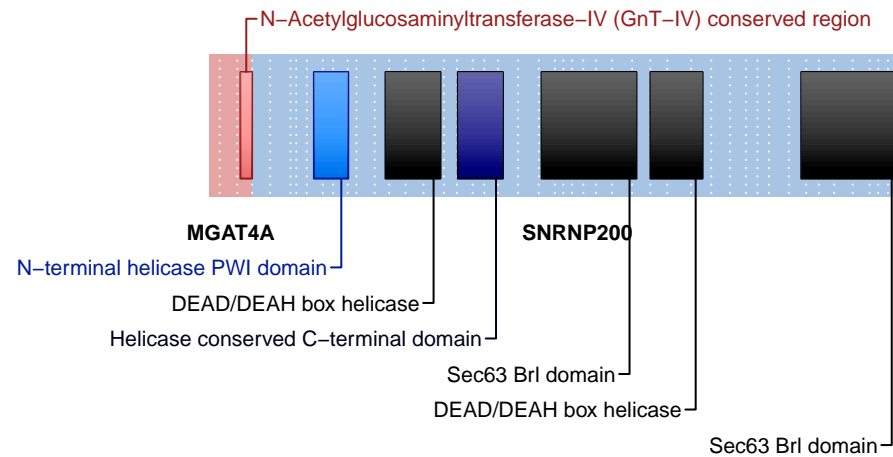 N−Acetylglucosaminyltransferase−IV (GnT−IV) conserved region
MGAT4A
SNRNP200
N−terminal helicase PWI domain
DEAD/DEAH box helicase
Helicase conserved C−terminal domain
Sec63 Brl domain
DEAD/DEAH box helicase
Sec63 Brl domain